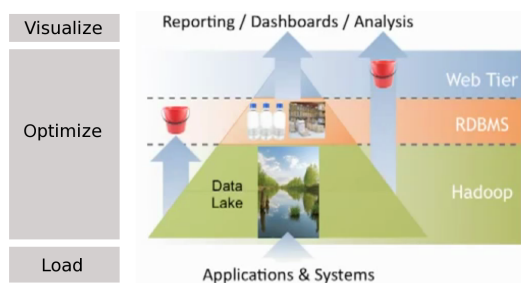 Visualize
Reporting / Dashboards / Analysis
Optimize
Web Tier
RDBMS
Data
Lake
Hadoop
Load
Applications & Systems